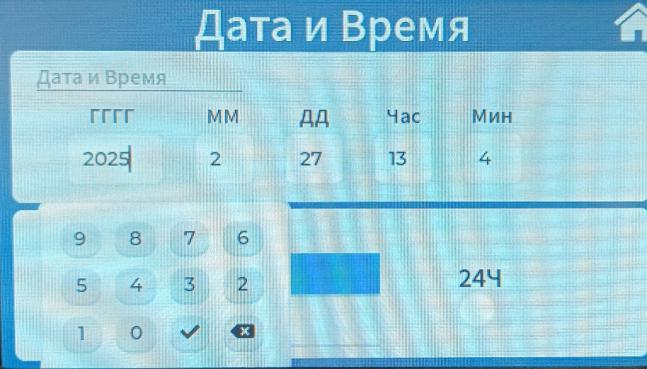 Дата и Время
Дата и Время
ГГГГ ММ ДД Час Мин
2025 2 27 13 4
9 8 7 6
5 4 3 2
1 0
24Ч